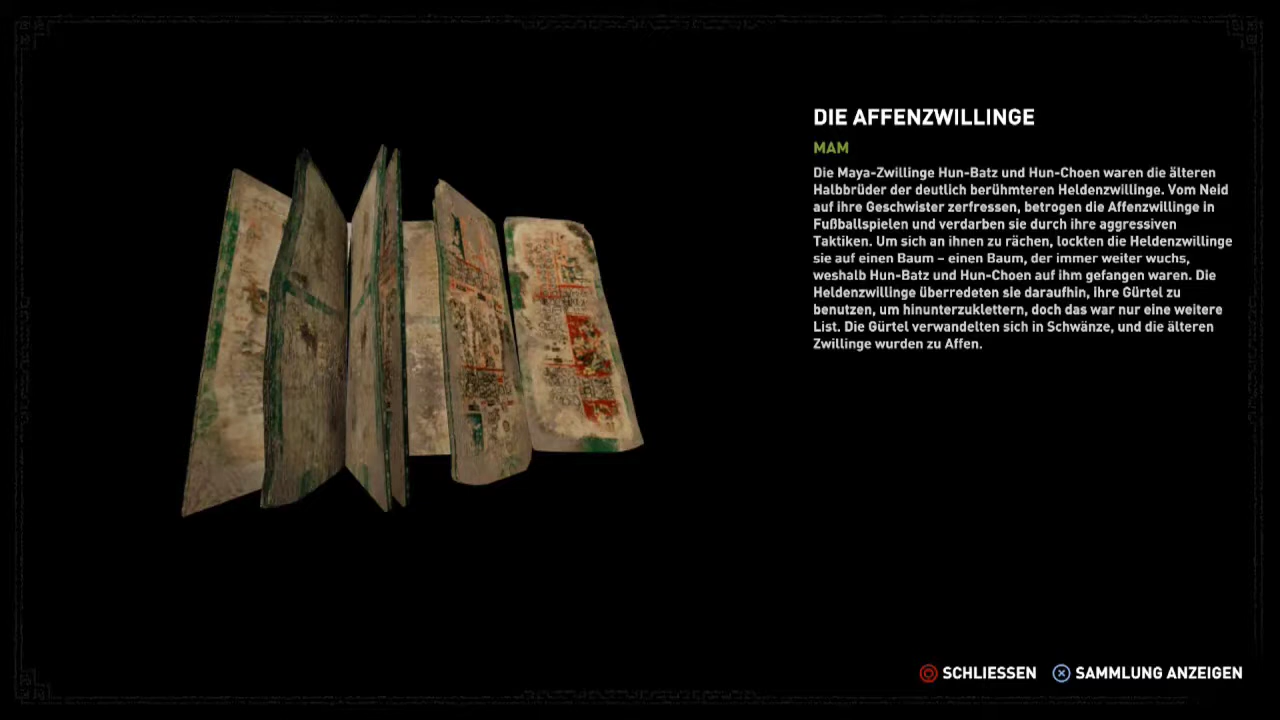 DIE AFFENZWILLINGE
MAM
Die Maya-Zwillinge Hun-Batz und Hun-Choen waren die älteren
Halbbrüder der deutlich berühmteren Heldenzwillinge. Vom Neid
auf ihre Geschwister zerfressen, betrogen die Affenzwillinge in
Fußballspielen und verdarben sie durch ihre aggressiven
Taktiken. Um sich an ihnen zu rächen, lockten die Heldenzwillinge
sie auf einen Baum – einen Baum, der immer weiter wuchs,
weshalb Hun-Batz und Hun-Choen auf ihm gefangen waren. Die
Heldenzwillinge überredeten sie daraufhin, ihre Gürtel zu
benutzen, um hinunterzuklettern, doch das war nur eine weitere
List. Die Gürtel verwandelten sich in Schwänze, und die älteren
Zwillinge wurden zu Affen.
SCHLIESSEN SAMMLUNG ANZEIGEN